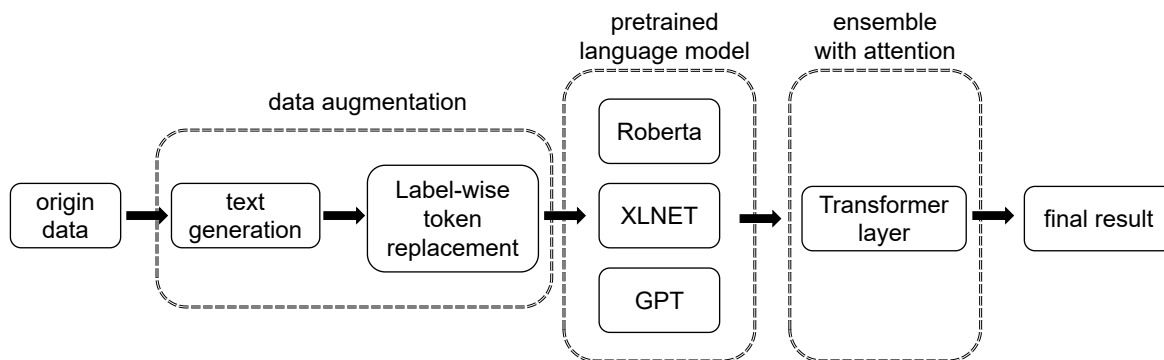 pretrained
language model
ensemble
with attention
data augmentation
origin
data
text
generation
Label-wise
token
replacement
Roberta
XLNET
GPT
Transformer
layer
final result